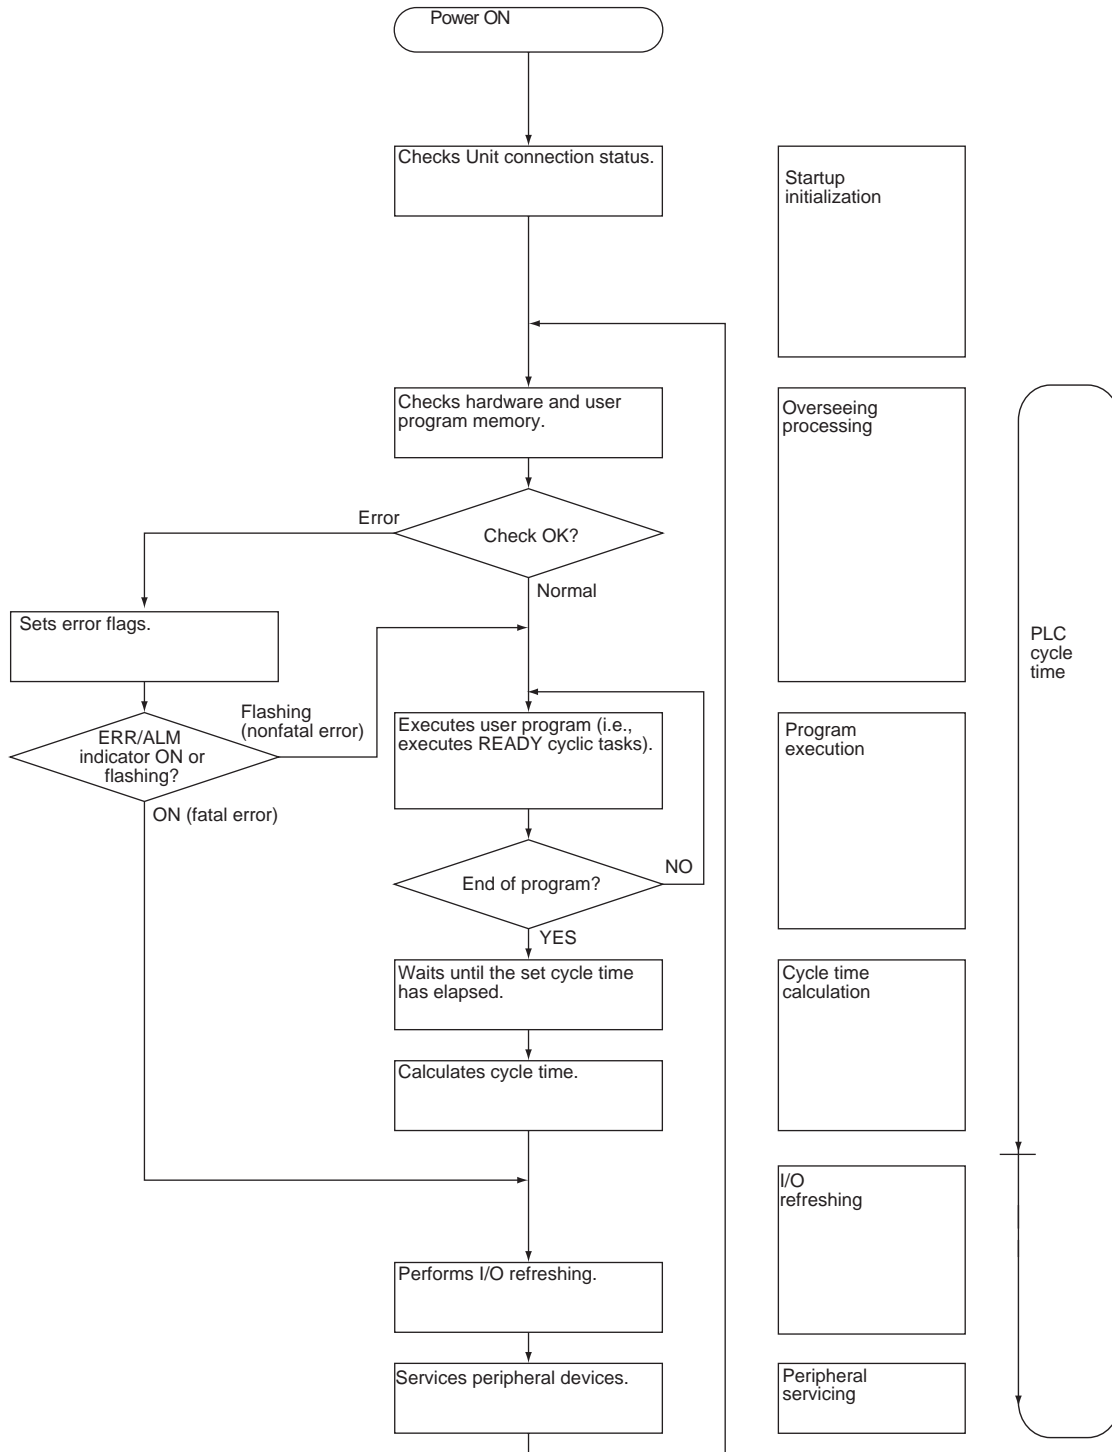 Power ON
Checks Unit connection status.
Startup
initialization
Checks hardware and user
program memory.
Overseeing
processing
Error
Check OK?
Normal
Sets error flags.
PLC
cycle
time
Flashing
(nonfatal error)
ERR/ALM
indicator ON or
flashing?
Executes user program (i.e.,
executes READY cyclic tasks).
Program
execution
ON (fatal error)
End of program?
NO
YES
Waits until the set cycle time
has elapsed.
Cycle time
calculation
Calculates cycle time.
I/O
refreshing
Performs I/O refreshing.
Services peripheral devices.
Peripheral
servicing